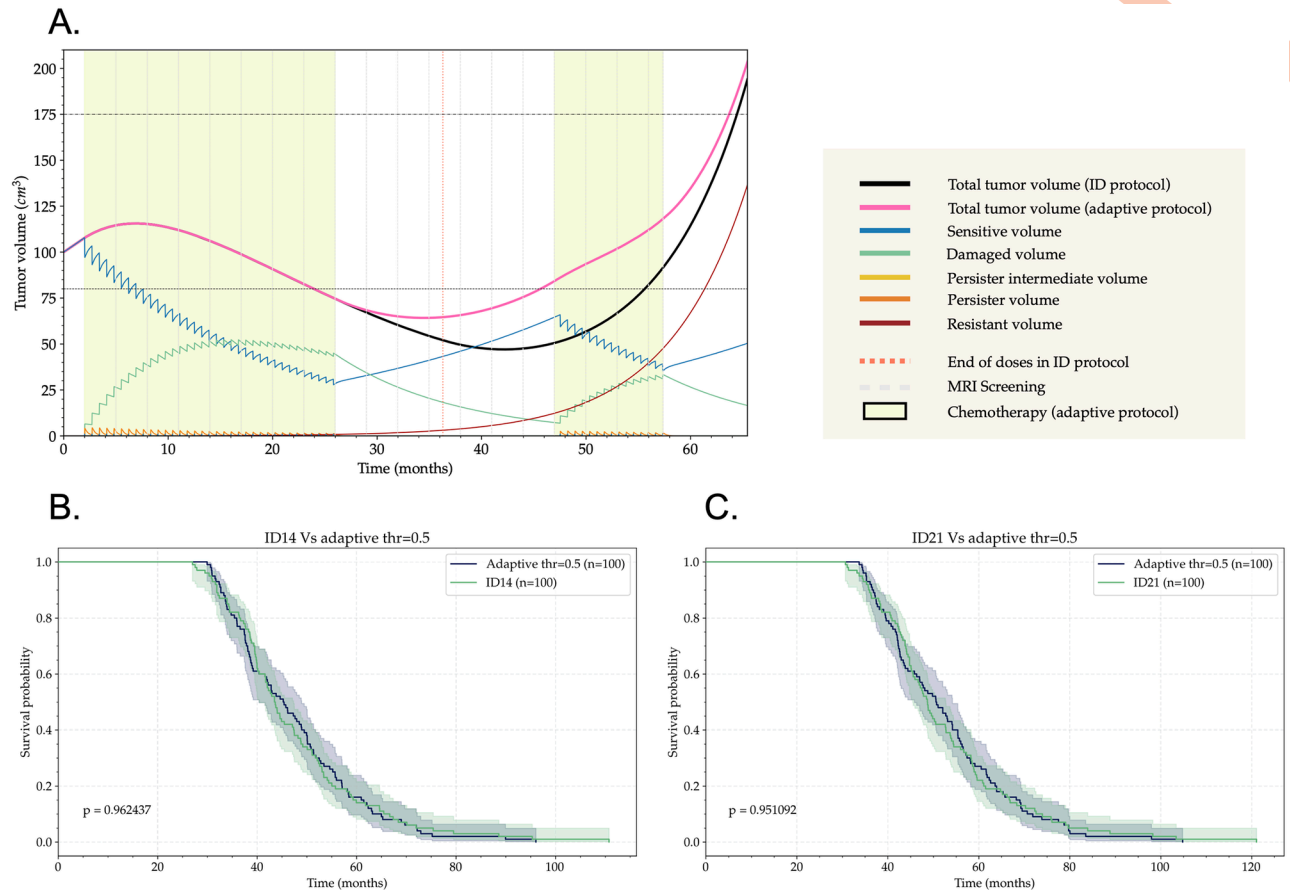 A.
200
175
150
125
100
75
50
25
0
Tumor volume (cm³)
0 10 20 30 40 50 60
Time (months)
Total tumor volume (ID protocol)
Total tumor volume (adaptive protocol)
Sensitive volume
Damaged volume
Persister intermediate volume
Persister volume
Resistant volume
End of doses in ID protocol
MRI Screening
Chemotherapy (adaptive protocol)
B.
ID14 Vs adaptive thr=0.5
Adaptive thr=0.5 (n=100)
ID14 (n=100)
1.0
0.8
0.6
0.4
0.2
0.0
Survival probability
p = 0.962437
0 20 40 60 80 100
Time (months)
C.
ID21 Vs adaptive thr=0.5
Adaptive thr=0.5 (n=100)
ID21 (n=100)
1.0
0.8
0.6
0.4
0.2
0.0
Survival probability
p = 0.951092
0 20 40 60 80 100 120
Time (months)